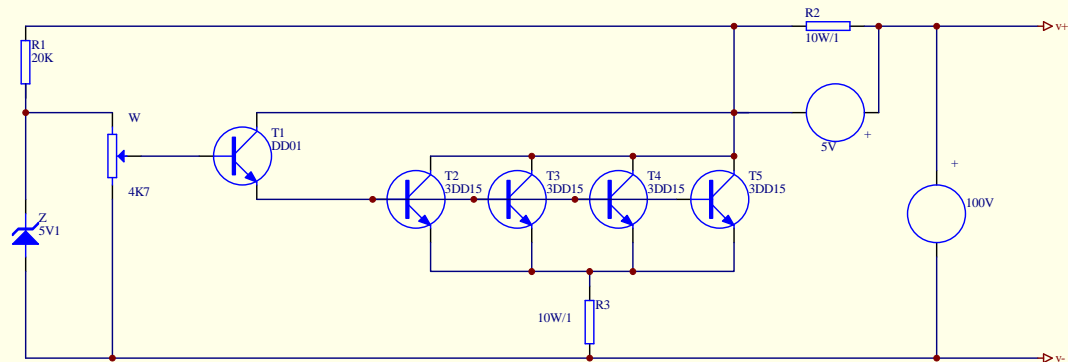 R2
v+
10W/1
R1
20K
W
T1
DD01
+
5V
4K7
T2
3DD15
T3
3DD15
T4
3DD15
T5
3DD15
+
100V
Z
5V1
R3
10W/1
v-